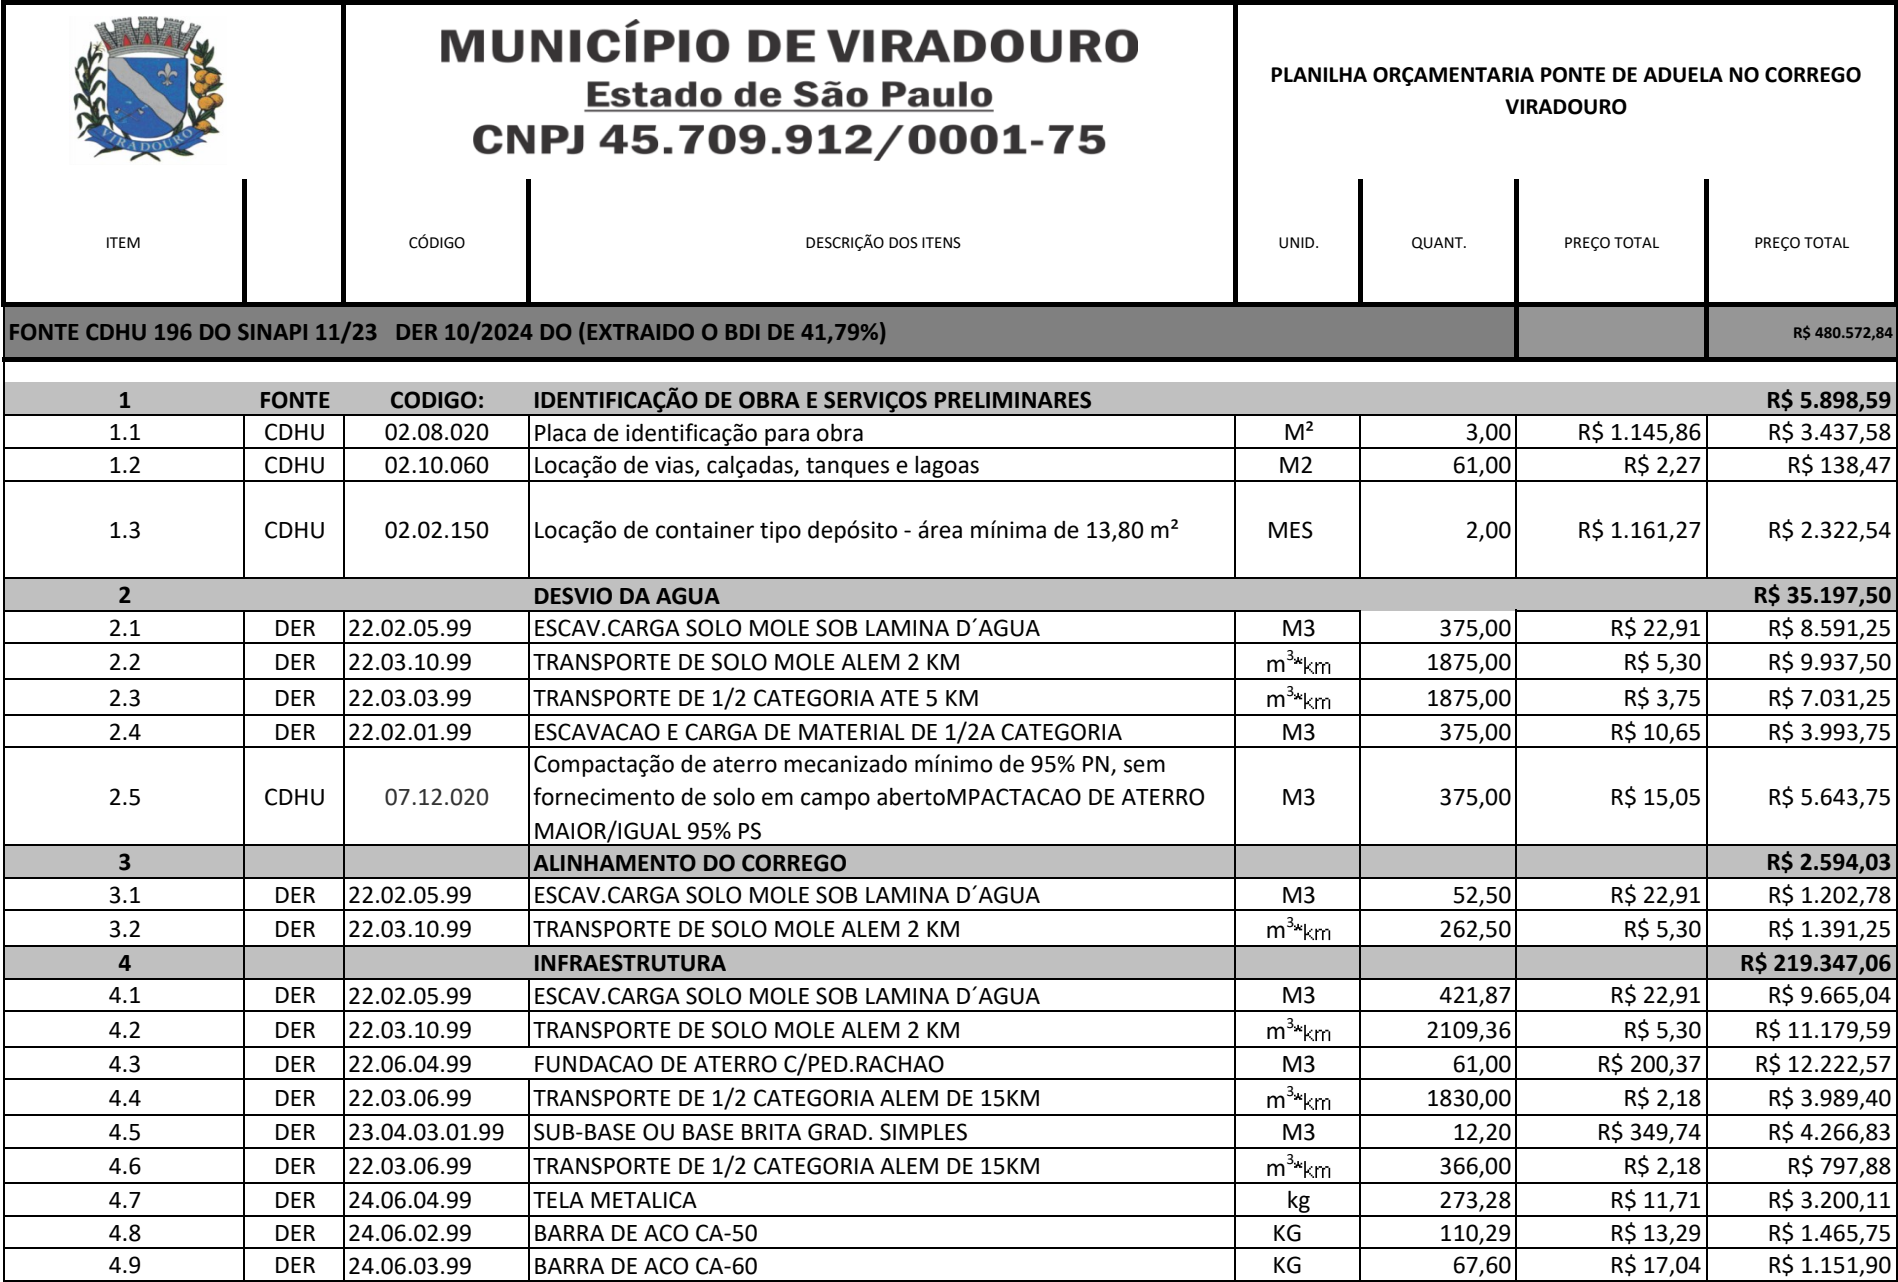 VIRADOURO
MUNICÍPIO DE VIRADOURO
Estado de São Paulo
CNPJ 45.709.912/0001-75
PLANILHA ORÇAMENTARIA PONTE DE ADUELA NO CORREGO
VIRADOURO
ITEM CÓDIGO DESCRIÇÃO DOS ITENS UNID. QUANT. PREÇO TOTAL PREÇO TOTAL
FONTE CDHU 196 DO SINAPI 11/23 DER 10/2024 DO (EXTRAIDO O BDI DE 41,79%) R$ 480.572,84
1 FONTE CODIGO: IDENTIFICAÇÃO DE OBRA E SERVIÇOS PRELIMINARES R$ 5.898,59
1.1 CDHU 02.08.020 Placa de identificação para obra M² 3,00 R$ 1.145,86 R$ 3.437,58
1.2 CDHU 02.10.060 Locação de vias, calçadas, tanques e lagoas M2 61,00 R$ 2,27 R$ 138,47
1.3 CDHU 02.02.150 Locação de container tipo depósito - área mínima de 13,80 m² MES 2,00 R$ 1.161,27 R$ 2.322,54
2 DESVIO DA AGUA R$ 35.197,50
2.1 DER 22.02.05.99 ESCAV.CARGA SOLO MOLE SOB LAMINA D´AGUA M3 375,00 R$ 22,91 R$ 8.591,25
2.2 DER 22.03.10.99 TRANSPORTE DE SOLO MOLE ALEM 2 KM m³*km 1875,00 R$ 5,30 R$ 9.937,50
2.3 DER 22.03.03.99 TRANSPORTE DE 1/2 CATEGORIA ATE 5 KM m³*km 1875,00 R$ 3,75 R$ 7.031,25
2.4 DER 22.02.01.99 ESCAVACAO E CARGA DE MATERIAL DE 1/2A CATEGORIA M3 375,00 R$ 10,65 R$ 3.993,75
Compactação de aterro mecanizado mínimo de 95% PN, sem
2.5 CDHU 07.12.020 fornecimento de solo em campo abertoMPACTACAO DE ATERRO M3 375,00 R$ 15,05 R$ 5.643,75
MAIOR/IGUAL 95% PS
3 ALINHAMENTO DO CORREGO R$ 2.594,03
3.1 DER 22.02.05.99 ESCAV.CARGA SOLO MOLE SOB LAMINA D´AGUA M3 52,50 R$ 22,91 R$ 1.202,78
3.2 DER 22.03.10.99 TRANSPORTE DE SOLO MOLE ALEM 2 KM m³*km 262,50 R$ 5,30 R$ 1.391,25
4 INFRAESTRUTURA R$ 219.347,06
4.1 DER 22.02.05.99 ESCAV.CARGA SOLO MOLE SOB LAMINA D´AGUA M3 421,87 R$ 22,91 R$ 9.665,04
4.2 DER 22.03.10.99 TRANSPORTE DE SOLO MOLE ALEM 2 KM m³*km 2109,36 R$ 5,30 R$ 11.179,59
4.3 DER 22.06.04.99 FUNDACAO DE ATERRO C/PED.RACHAO M3 61,00 R$ 200,37 R$ 12.222,57
4.4 DER 22.03.06.99 TRANSPORTE DE 1/2 CATEGORIA ALEM DE 15KM m³*km 1830,00 R$ 2,18 R$ 3.989,40
4.5 DER 23.04.03.01.99 SUB-BASE OU BASE BRITA GRAD. SIMPLES M3 12,20 R$ 349,74 R$ 4.266,83
4.6 DER 22.03.06.99 TRANSPORTE DE 1/2 CATEGORIA ALEM DE 15KM m³*km 366,00 R$ 2,18 R$ 797,88
4.7 DER 24.06.04.99 TELA METALICA kg 273,28 R$ 11,71 R$ 3.200,11
4.8 DER 24.06.02.99 BARRA DE ACO CA-50 KG 110,29 R$ 13,29 R$ 1.465,75
4.9 DER 24.06.03.99 BARRA DE ACO CA-60 KG 67,60 R$ 17,04 R$ 1.151,90